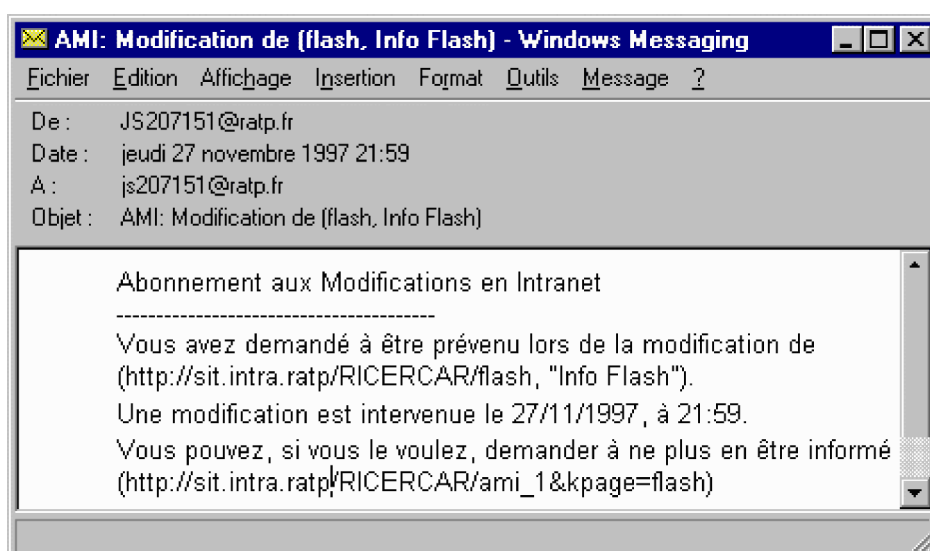 AMI: Modification de (flash, Info Flash) - Windows Messaging
Fichier Edition Affichage Insertion Format Outils Message ?
De : JS207151@ratp.fr
Date : jeudi 27 novembre 1997 21:59
A : js207151@ratp.fr
Objet : AMI: Modification de (flash, Info Flash)
Abonnement aux Modifications en Intranet
----------------------------------------
Vous avez demandé à être prévenu lors de la modification de
(http://sit.intra.ratp/RICERCAR/flash, "Info Flash").
Une modification est intervenue le 27/11/1997, à 21:59.
Vous pouvez, si vous le voulez, demander à ne plus en être informé
(http://sit.intra.ratp/RICERCAR/ami_1&kpage=flash)